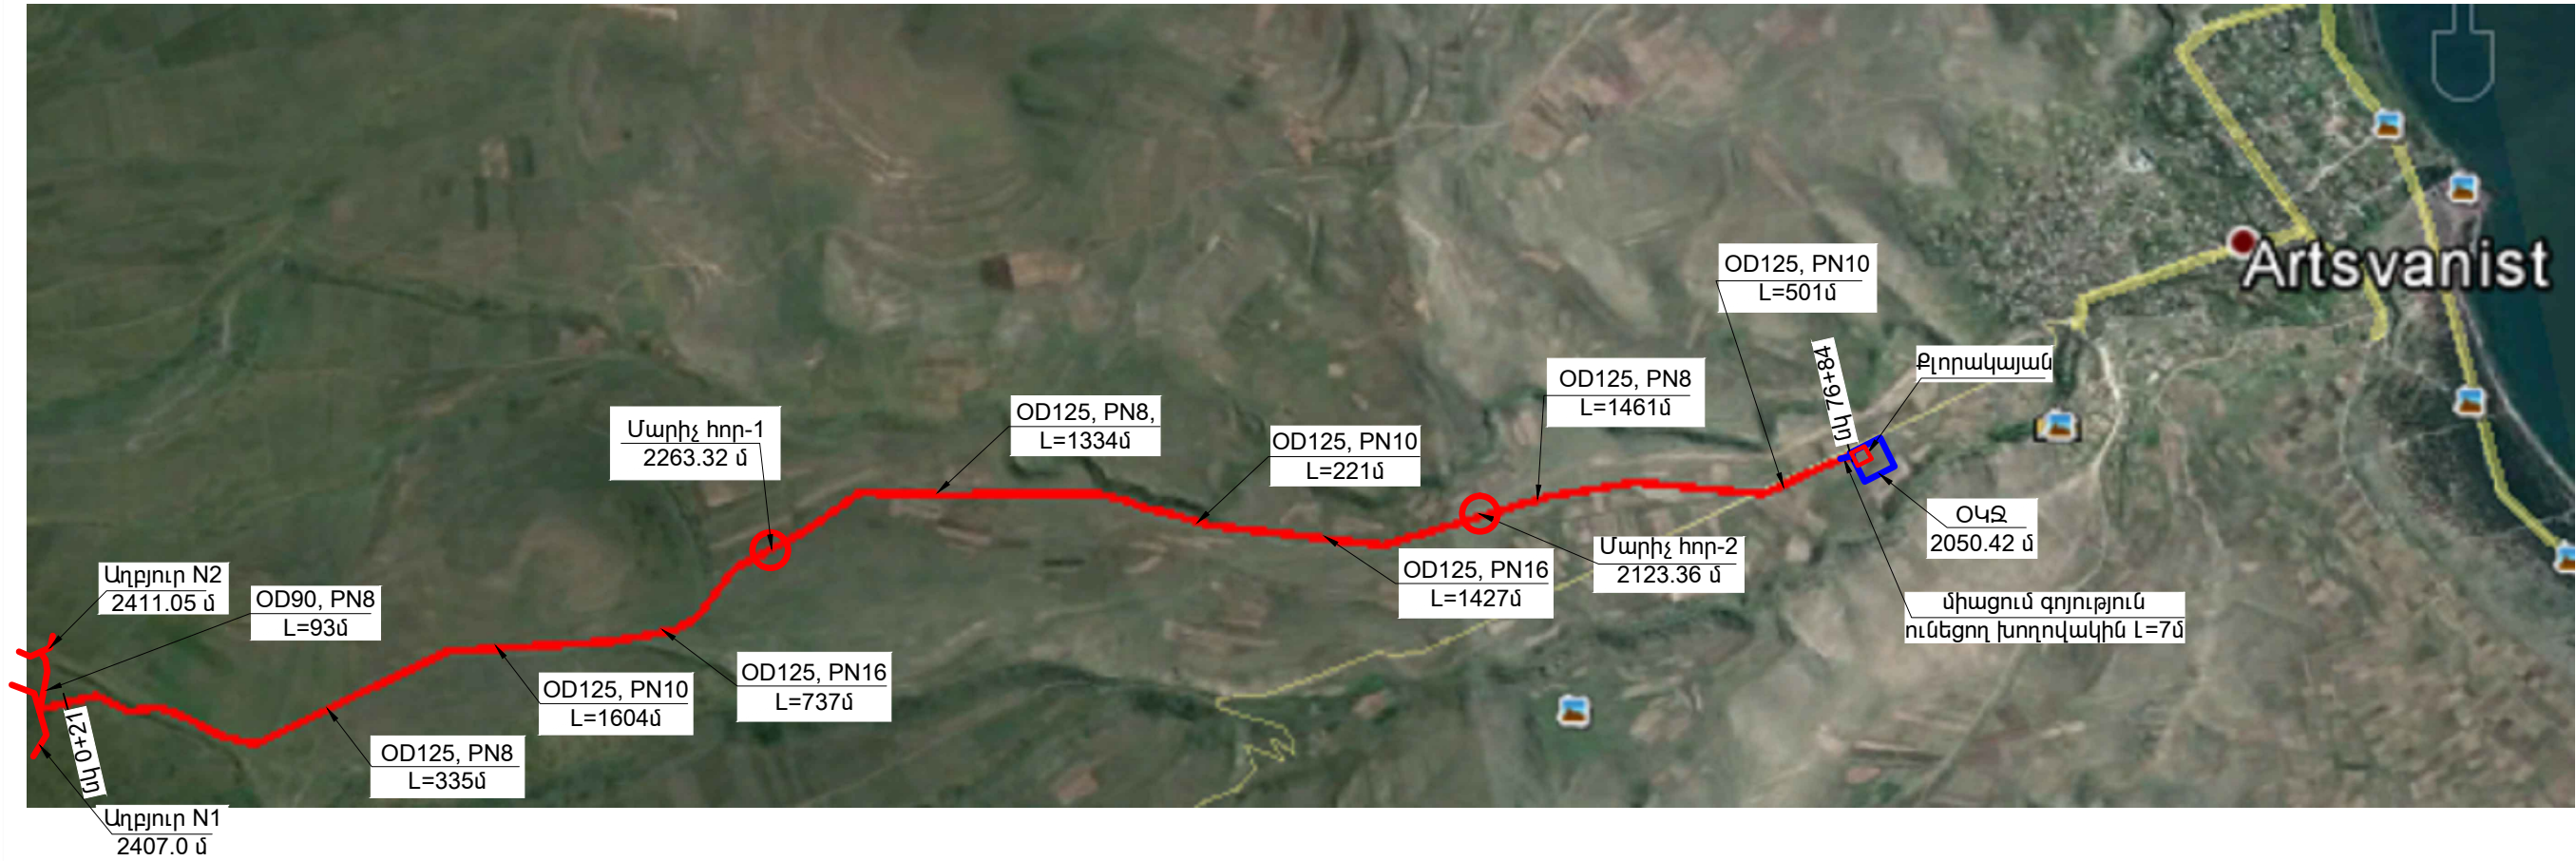 OD125, PN10
L=501մ
Artsvanist
Քլորակայան
նկ 76+84
OD125, PN8
L=1461մ
OD125, PN8,
L=1334մ
Մարիչ հոր-1
2263.32 մ
OD125, PN10
L=221մ
ՕԿՋ
2050.42 մ
Մարիչ հոր-2
2123.36 մ
OD125, PN16
L=1427մ
միացում գոյություն
ունեցող խողովակին L=7մ
Աղբյուր N2
2411.05 մ
OD90, PN8
L=93մ
OD125, PN16
L=737մ
OD125, PN10
L=1604մ
նկ 0+21
OD125, PN8
L=335մ
Աղբյուր N1
2407.0 մ